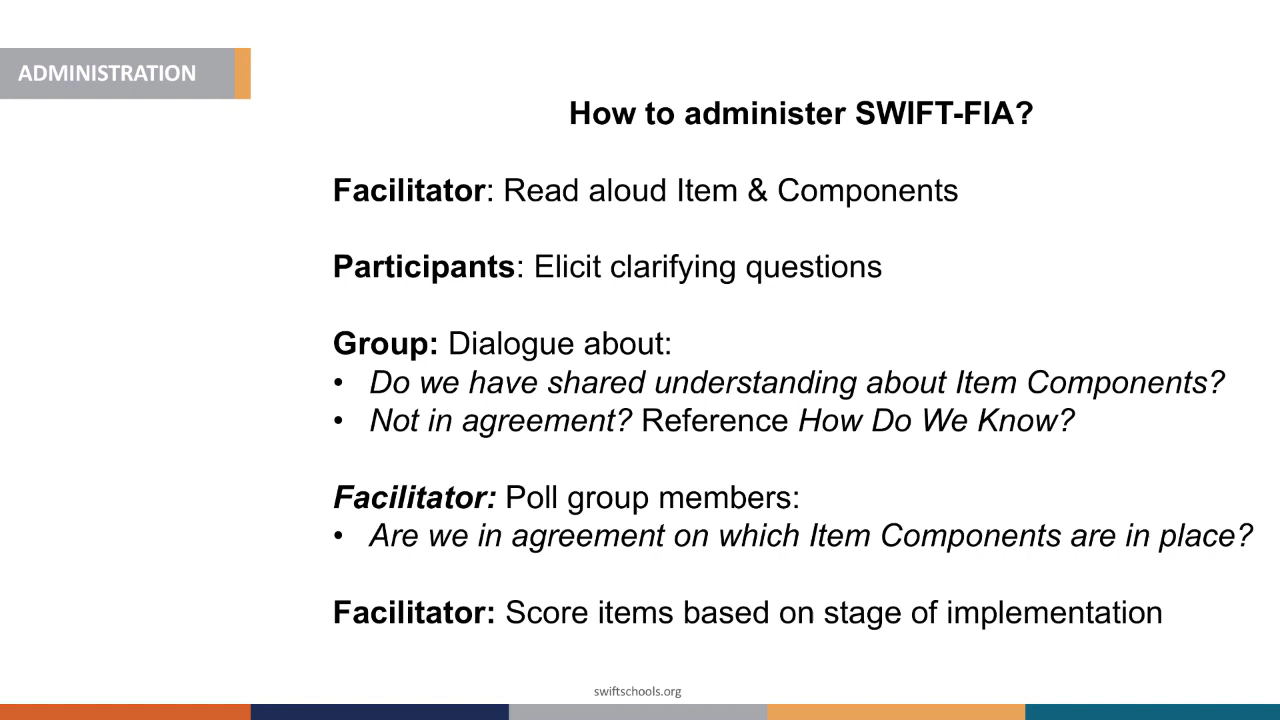 ADMINISTRATION
How to administer SWIFT-FIA?
Facilitator: Read aloud Item & Components
Participants: Elicit clarifying questions
Group: Dialogue about:
• Do we have shared understanding about Item Components?
• Not in agreement? Reference How Do We Know?
Facilitator: Poll group members:
• Are we in agreement on which Item Components are in place?
Facilitator: Score items based on stage of implementation
swiftschools.org